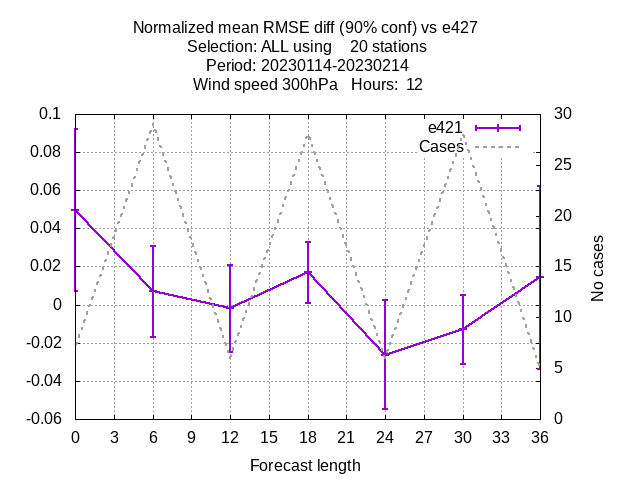 Normalized mean RMSE diff (90% conf) vs e427
Selection: ALL using    20 stations
Period: 20230114-20230214
Wind speed 300hPa   Hours:  12
0.1
0.08
0.06
0.04
0.02
0
-0.02
-0.04
-0.06
e421
Cases
30
25
20
15
10
5
0
No cases
0 3 6 9 12 15 18 21 24 27 30 33 36
Forecast length